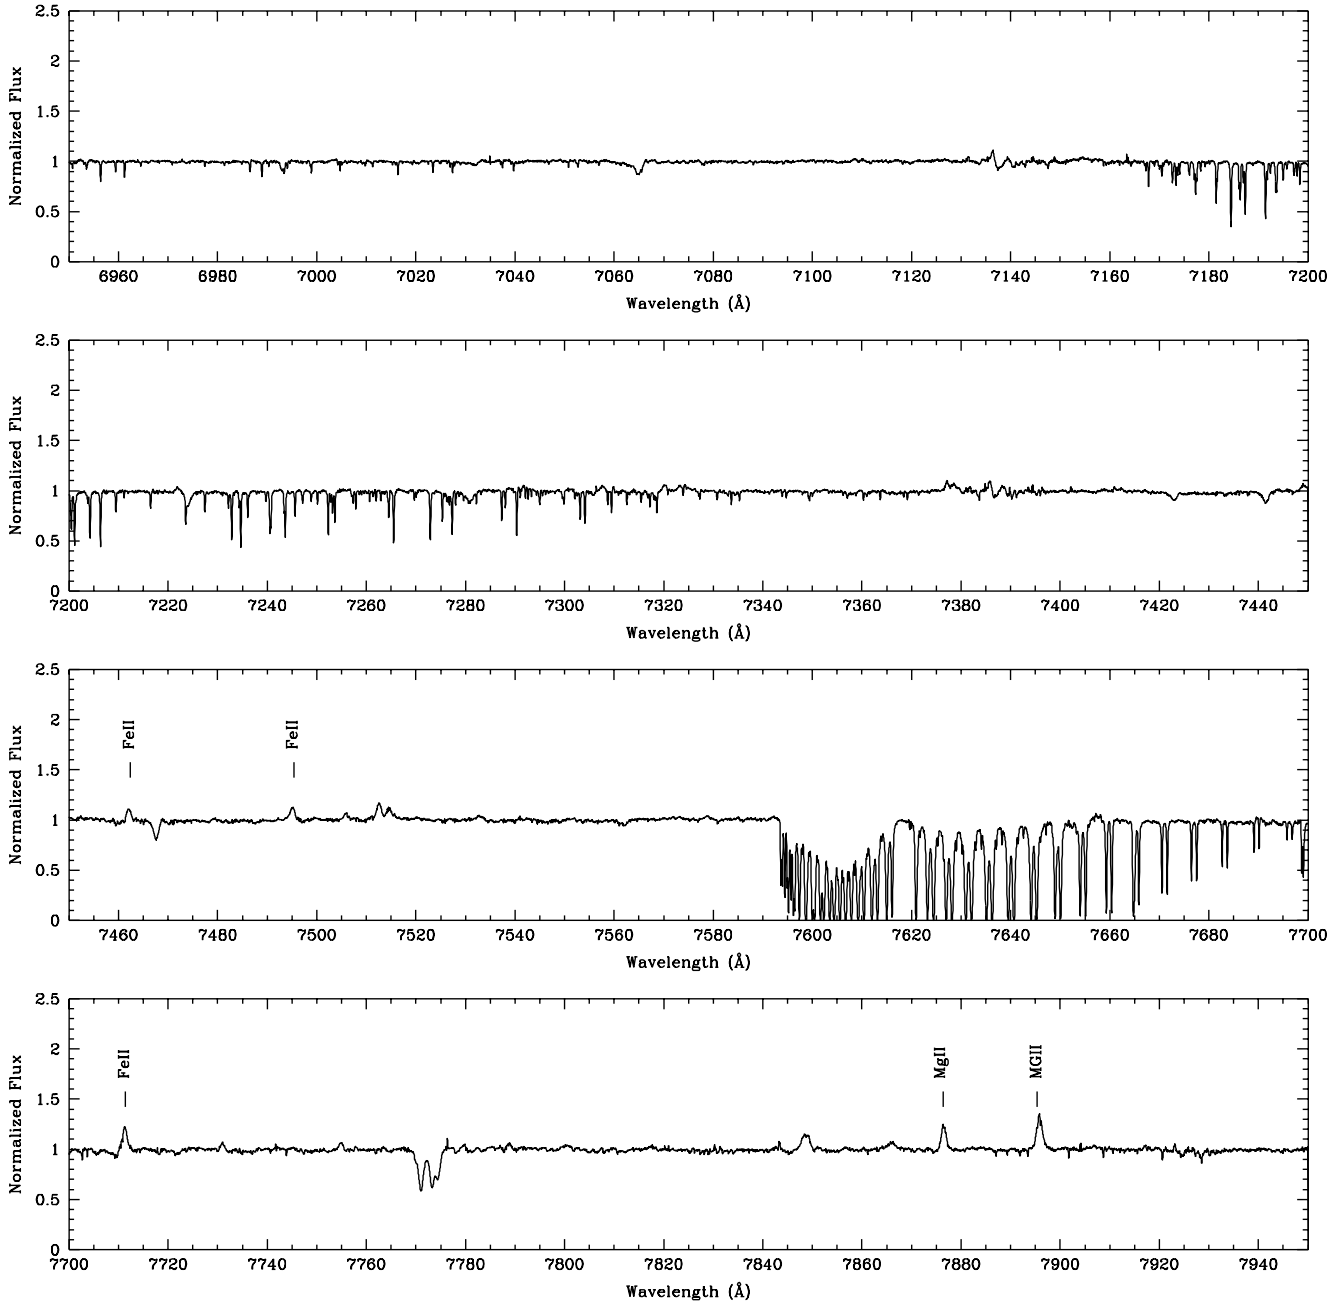 2.5
2
1.5
1
0.5
0
Normalized Flux
6960 6980 7000 7020 7040 7060 7080 7100 7120 7140 7160 7180 7200
Wavelength (Å)
2.5
2
1.5
1
0.5
0
Normalized Flux
7200 7220 7240 7260 7280 7300 7320 7340 7360 7380 7400 7420 7440
Wavelength (Å)
2.5
2
1.5
1
0.5
0
Normalized Flux
FeII
FeII
7460 7480 7500 7520 7540 7560 7580 7600 7620 7640 7660 7680 7700
Wavelength (Å)
2.5
2
1.5
1
0.5
0
Normalized Flux
FeII
MgII
MGII
7700 7720 7740 7760 7780 7800 7820 7840 7860 7880 7900 7920 7940
Wavelength (Å)